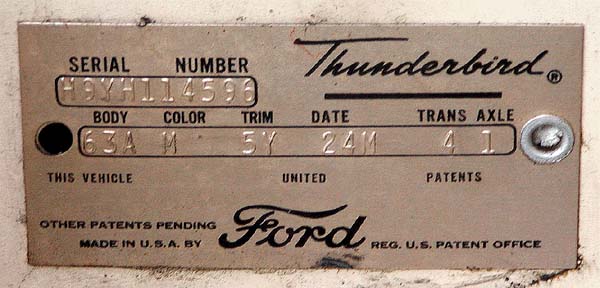 Thunderbird®
SERIAL NUMBER
H9YH114596
BODY COLOR TRIM DATE TRANS AXLE
63A M 5Y 24M 4 1
THIS VEHICLE UNITED PATENTS
OTHER PATENTS PENDING
MADE IN U.S.A. BY Ford REG. U.S. PATENT OFFICE